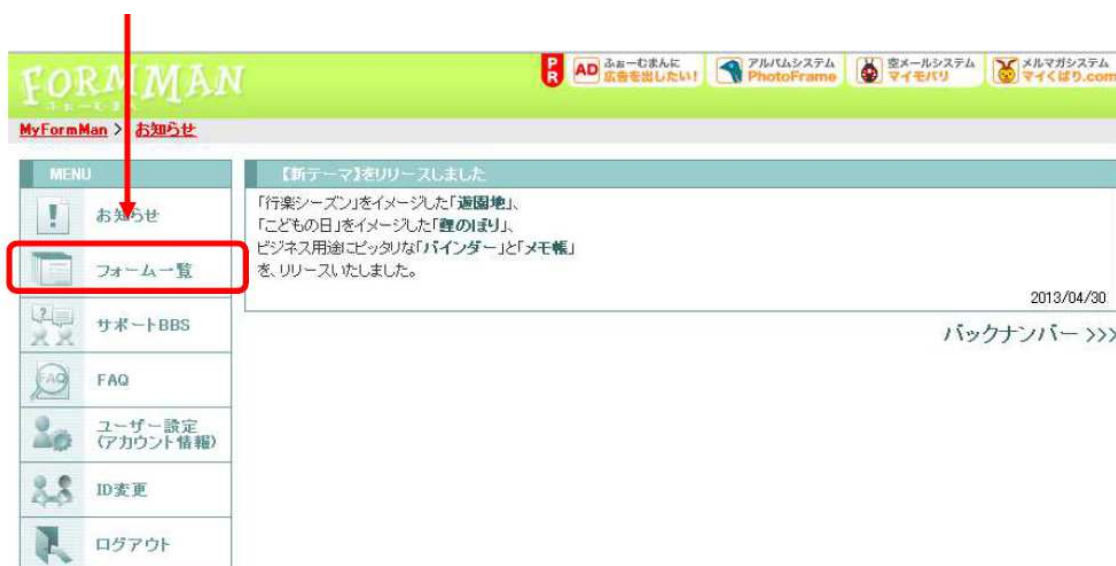 FORMMAN
ふぉーむまん
PR
AD ふぉーむまんに
広告を出したい!
アルバムシステム
PhotoFrame
空メールシステム
マイモバリ
メルマガシステム
マイくばり.com
MyFormMan > お知らせ
MENU
お知らせ
フォーム一覧
サポートBBS
FAQ
FAQ
ユーザー設定
(アカウント情報)
ID変更
ログアウト
【新テーマ】をリリースしました
「行楽シーズン」をイメージした「遊園地」、
「こどもの日」をイメージした「鯉のぼり」、
ビジネス用途にピッタリな「バインダー」と「メモ帳」
を、リリースいたしました。
2013/04/30
バックナンバー >>>